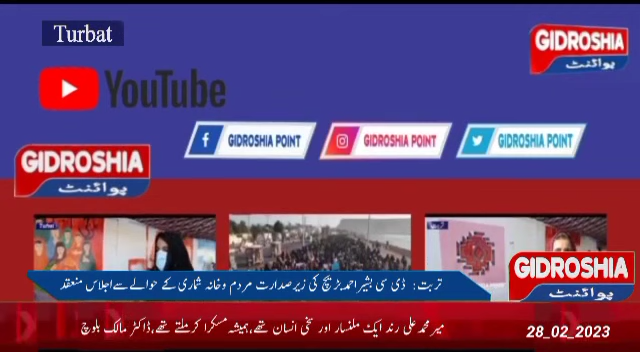 Turbat
GIDROSHIA
پوائنٹ
YouTube
GIDROSHIA POINT
GIDROSHIA POINT
GIDROSHIA POINT
GIDROSHIA
پوائنٹ
Turbat
تربت: ڈی سی بشیر احمد بڑیچ کی زیر صدارت مردم و خانہ شماری کے حوالے سے اجلاس منعقد
GIDROSHIA
پوائنٹ
میر محمد علی رند ایک ملنسار اور سخی انسان تھے، ہمیشہ مسکرا کر ملتے تھے، ڈاکٹر مالک بلوچ
28_02_2023